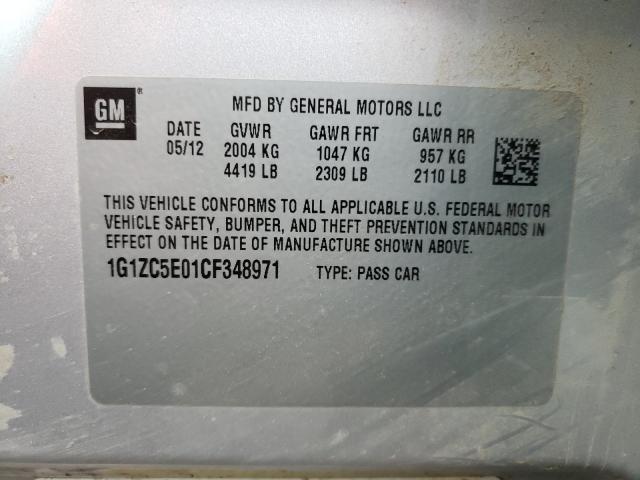 GM ®
MFD BY GENERAL MOTORS LLC
DATE GVWR GAWR FRT GAWR RR
05/12 2004 KG 1047 KG 957 KG
4419 LB 2309 LB 2110 LB
THIS VEHICLE CONFORMS TO ALL APPLICABLE U.S. FEDERAL MOTOR
VEHICLE SAFETY, BUMPER, AND THEFT PREVENTION STANDARDS IN
EFFECT ON THE DATE OF MANUFACTURE SHOWN ABOVE.
1G1ZC5E01CF348971 TYPE: PASS CAR